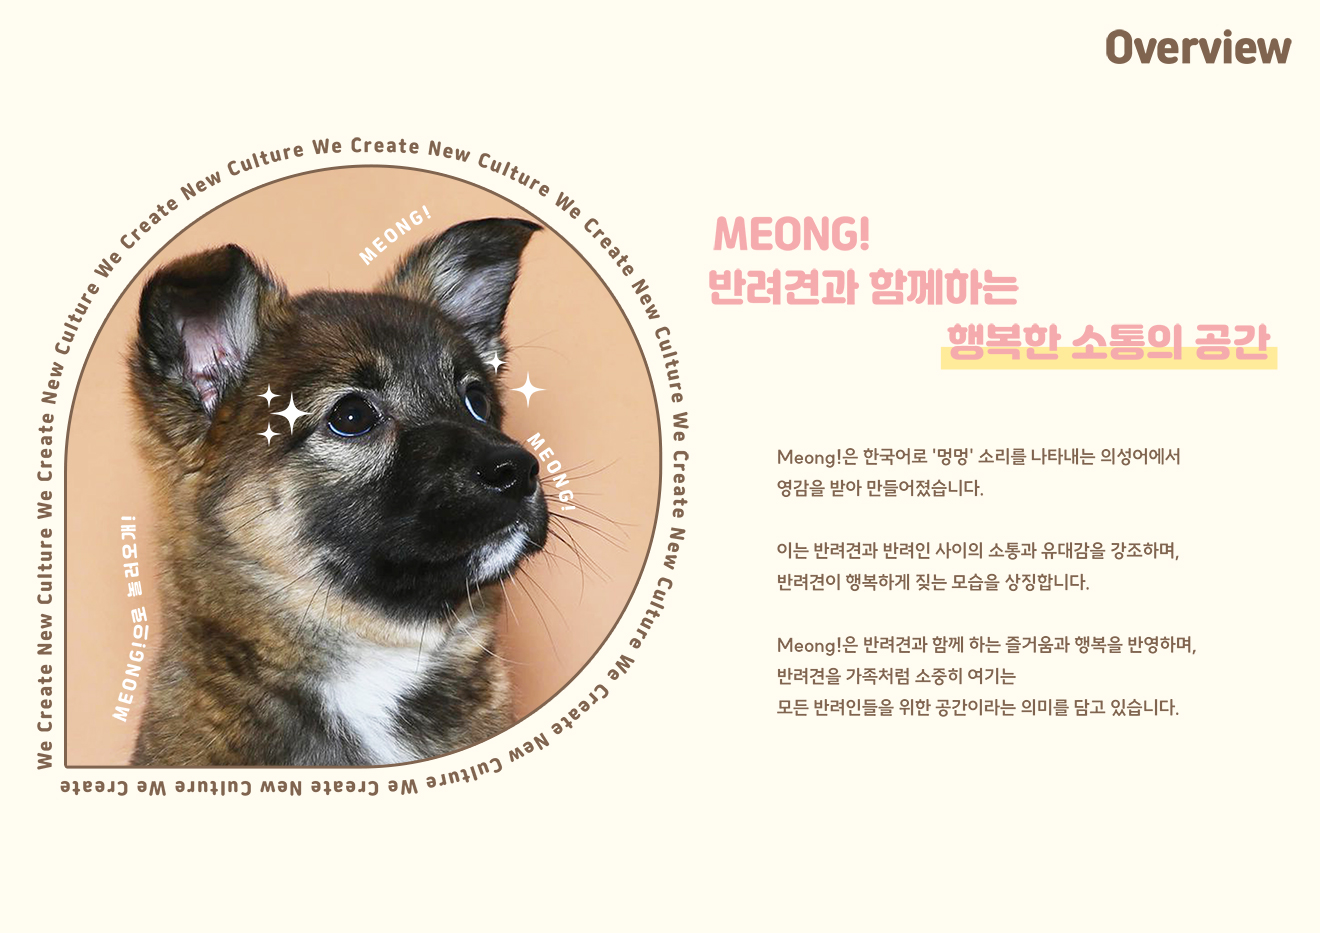 Overview
We Create New Culture We Create New Culture We Create New Culture We Create New Culture We Create New Culture We Create New Culture We Create New Culture We Create New Culture We Create
MEONG!
MEONG!
MEONG!으로 놀러오개!
MEONG!
반려견과 함께하는
행복한 소통의 공간
Meong!은 한국어로 '멍멍' 소리를 나타내는 의성어에서
영감을 받아 만들어졌습니다.
이는 반려견과 반려인 사이의 소통과 유대감을 강조하며,
반려견이 행복하게 짖는 모습을 상징합니다.
Meong!은 반려견과 함께 하는 즐거움과 행복을 반영하며,
반려견을 가족처럼 소중히 여기는
모든 반려인들을 위한 공간이라는 의미를 담고 있습니다.